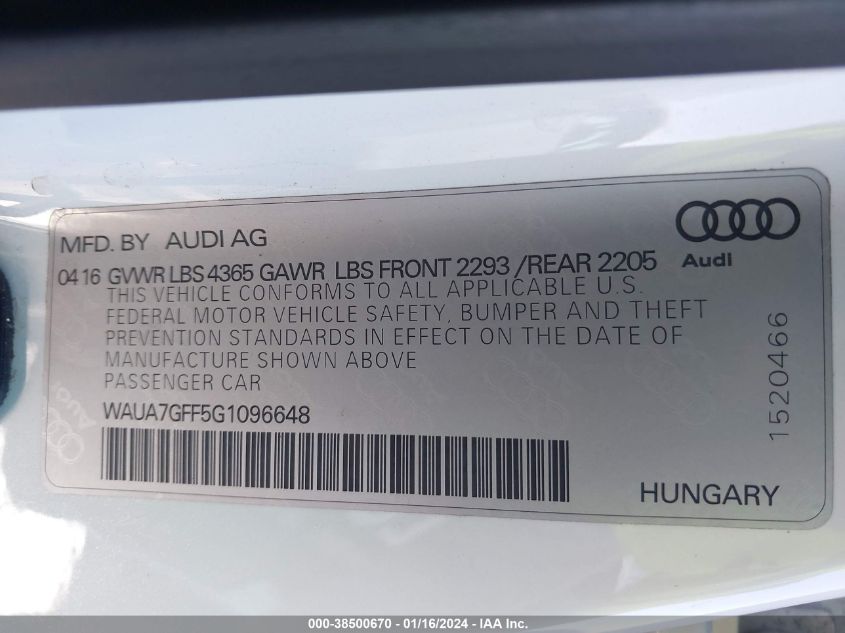 MFD. BY AUDI AG
04 16 GVWR LBS 4365 GAWR LBS FRONT 2293 /REAR 2205
THIS VEHICLE CONFORMS TO ALL APPLICABLE U.S.
FEDERAL MOTOR VEHICLE SAFETY, BUMPER AND THEFT
PREVENTION STANDARDS IN EFFECT ON THE DATE OF
MANUFACTURE SHOWN ABOVE
PASSENGER CAR
WAUA7GFF5G1096648
Audi
1520466
HUNGARY
Audi
000-38500670 - 01/16/2024 - IAA Inc.